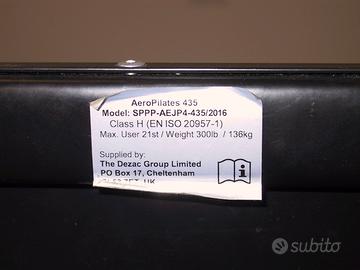 AeroPilates 435
Model: SPPP-AEJP4-435/2016
Class H (EN ISO 20957-1)
Max. User 21st / Weight 300lb / 136kg
Supplied by:
The Dezac Group Limited
PO Box 17, Cheltenham
UK
subito